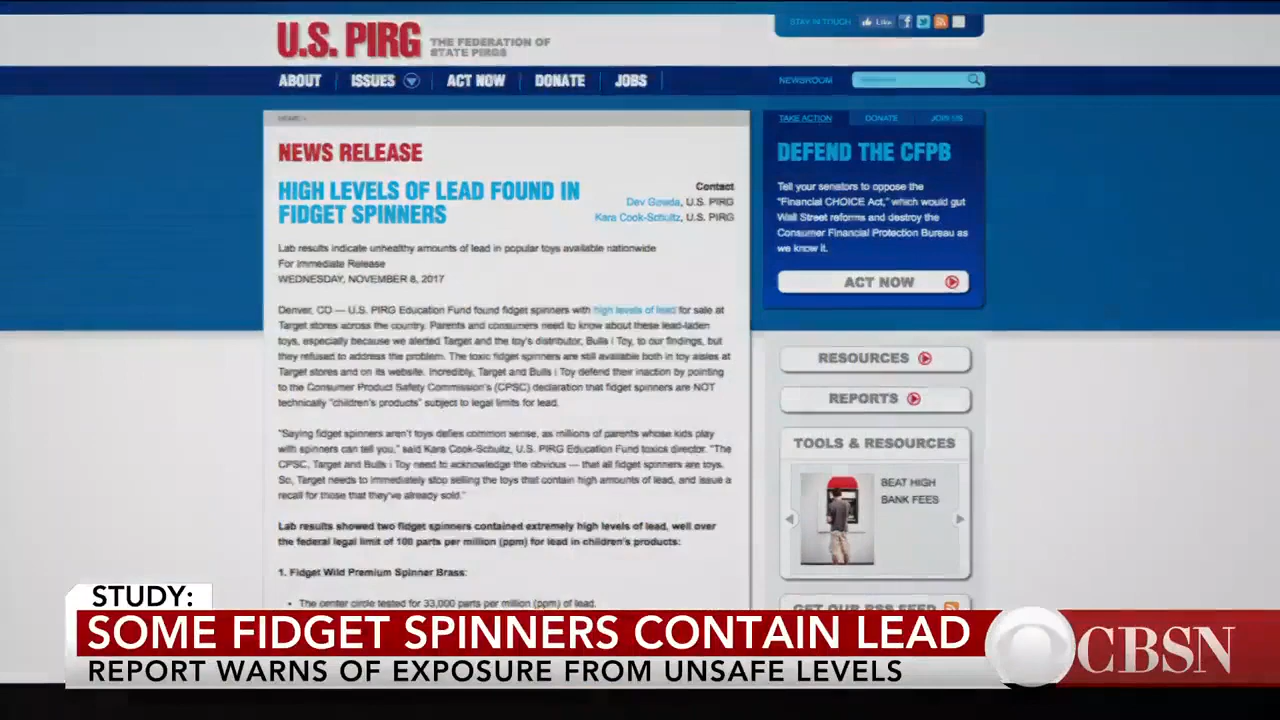 U.S. PIRG
THE FEDERATION OF
STATE PIRGS
STAY IN TOUCH
Like
ABOUT
ISSUES
ACT NOW
DONATE
JOBS
NEWSROOM
HOME
NEWS RELEASE
HIGH LEVELS OF LEAD FOUND IN
FIDGET SPINNERS
Contact
Dev Gowda, U.S. PIRG
Kara Cook-Schultz, U.S. PIRG
Lab results indicate unhealthy amounts of lead in popular toys available nationwide
For Immediate Release
WEDNESDAY, NOVEMBER 8, 2017
Denver, CO — U.S. PIRG Education Fund found fidget spinners with high levels of lead for sale at
Target stores across the country. Parents and consumers need to know about these lead-laden
toys, especially because we alerted Target and the toy's distributor, Bulls i Toy, to our findings, but
they refused to address the problem. The toxic fidget spinners are still available both in toy aisles at
Target stores and on its website. Incredibly, Target and Bulls i Toy defend their inaction by pointing
to the Consumer Product Safety Commission's (CPSC) declaration that fidget spinners are NOT
technically "children's products" subject to legal limits for lead.
"Saying fidget spinners aren't toys defies common sense, as millions of parents whose kids play
with spinners can tell you," said Kara Cook-Schultz, U.S. PIRG Education Fund toxics director. "The
CPSC, Target and Bulls i Toy need to acknowledge the obvious — that all fidget spinners are toys.
So, Target needs to immediately stop selling the toys that contain high amounts of lead, and issue a
recall for those that they've already sold."
Lab results showed two fidget spinners contained extremely high levels of lead, well over
the federal legal limit of 100 parts per million (ppm) for lead in children's products:
1. Fidget Wild Premium Spinner Brass:
• The center circle tested for 33,000 parts per million (ppm) of lead.
TAKE ACTION
DONATE
JOIN US
DEFEND THE CFPB
Tell your senators to oppose the
"Financial CHOICE Act," which would gut
Wall Street reforms and destroy the
Consumer Financial Protection Bureau as
we know it.
ACT NOW
RESOURCES
REPORTS
TOOLS & RESOURCES
BEAT HIGH
BANK FEES
GET OUR RSS FEED
STUDY:
SOME FIDGET SPINNERS CONTAIN LEAD
REPORT WARNS OF EXPOSURE FROM UNSAFE LEVELS
CBSN